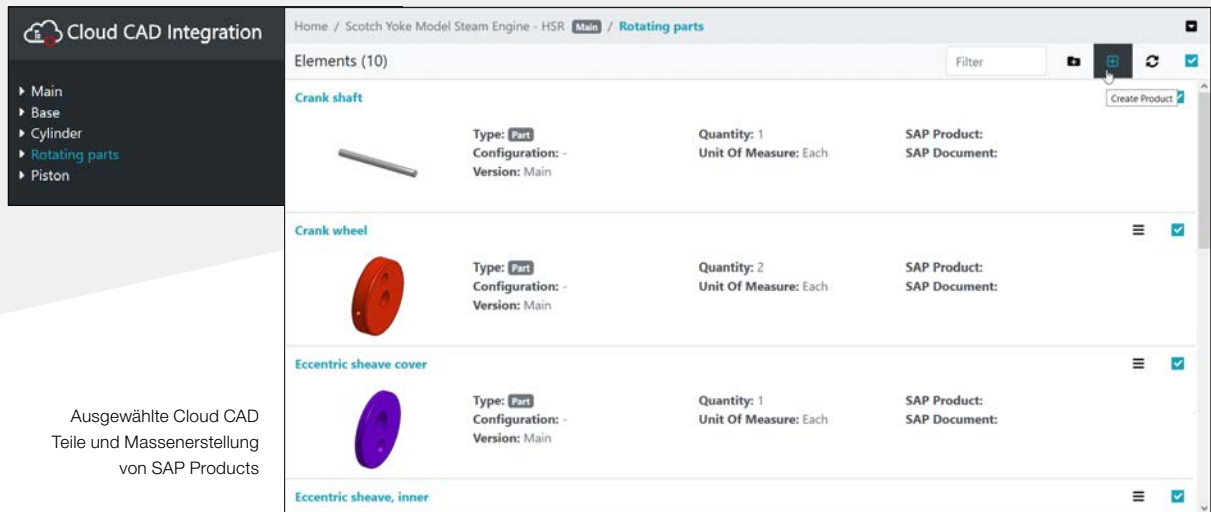 Cloud CAD Integration
Main
Base
Cylinder
Rotating parts
Piston
Home / Scotch Yoke Model Steam Engine - HSR Main / Rotating parts
Elements (10)
Filter
Create Product
Crank shaft
Type: Part
Configuration: -
Version: Main
Quantity: 1
Unit Of Measure: Each
SAP Product:
SAP Document:
Crank wheel
Type: Part
Configuration: -
Version: Main
Quantity: 2
Unit Of Measure: Each
SAP Product:
SAP Document:
Eccentric sheave cover
Type: Part
Configuration: -
Version: Main
Quantity: 1
Unit Of Measure: Each
SAP Product:
SAP Document:
Eccentric sheave, inner
Ausgewählte Cloud CAD
Teile und Massenerstellung
von SAP Products